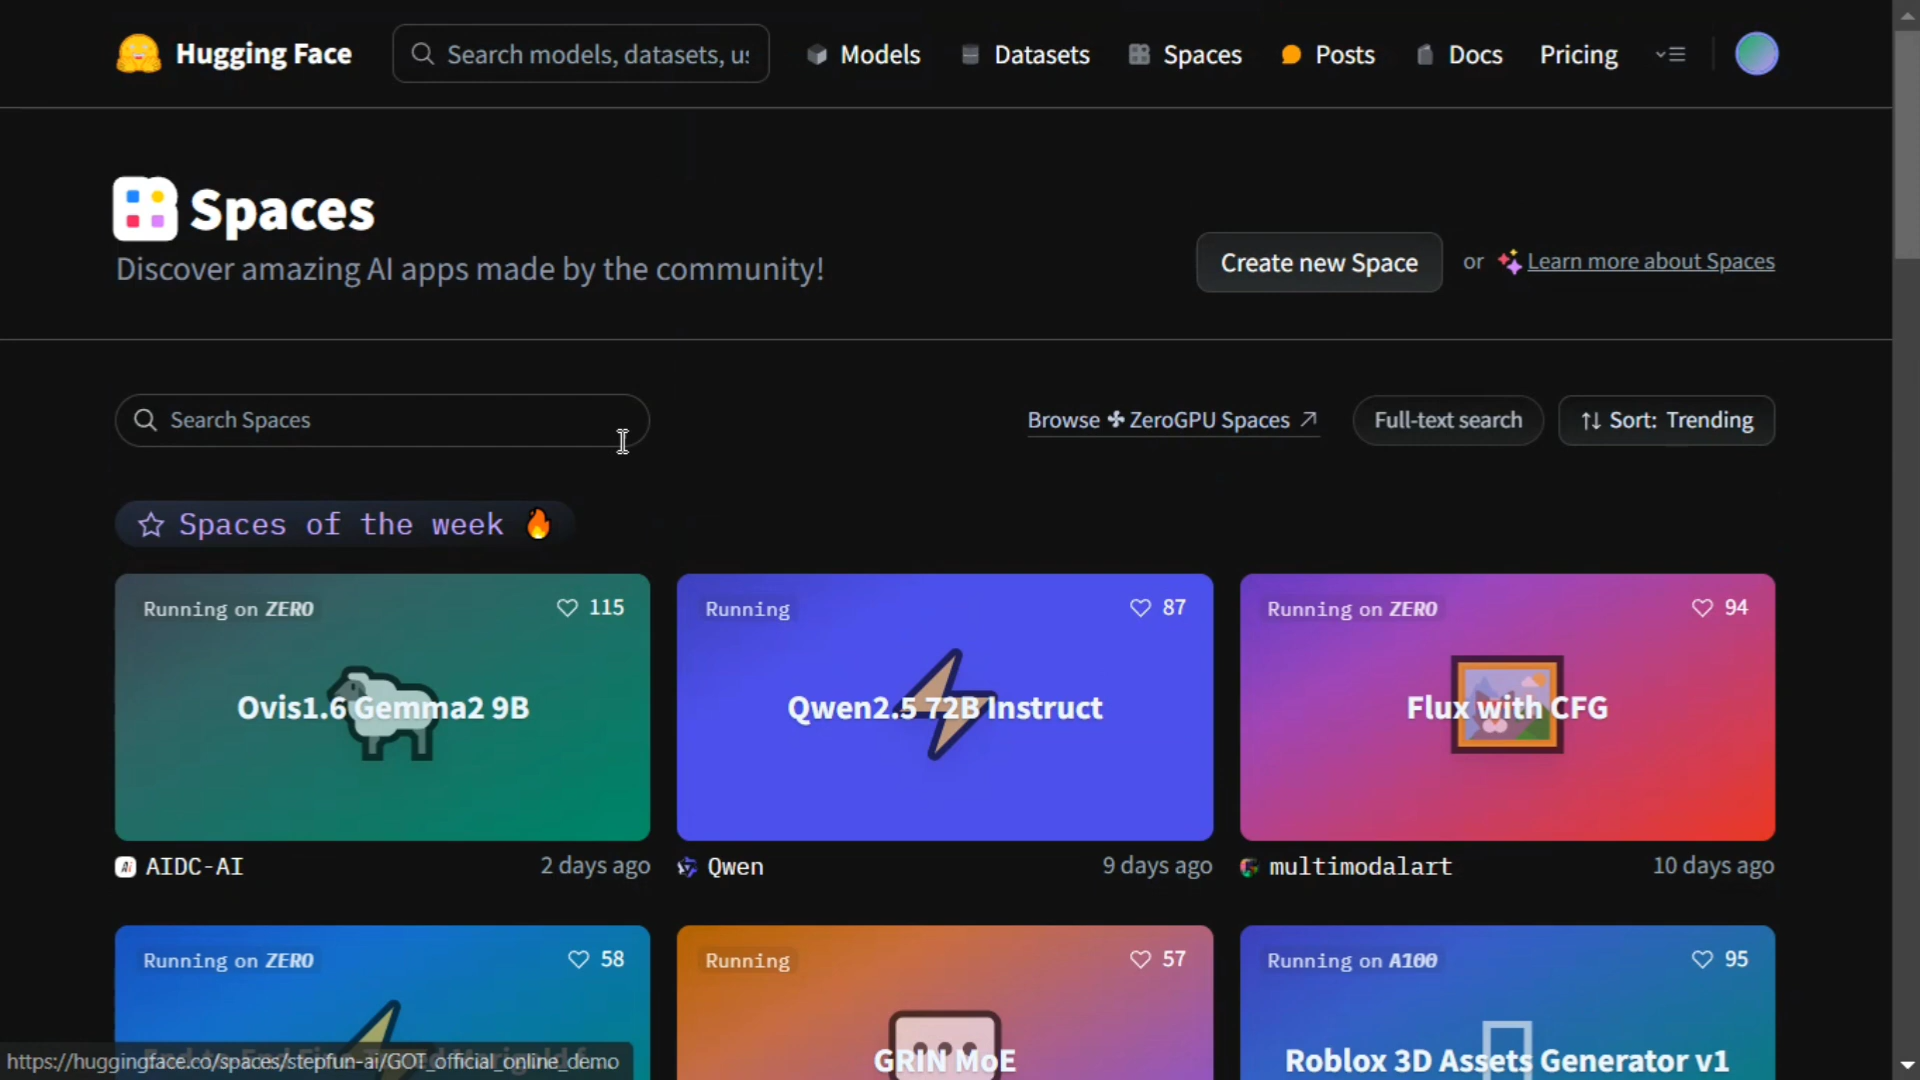 Hugging Face
Search models, datasets, us
Models
Datasets
Spaces
Posts
Docs
Pricing
Spaces
Discover amazing AI apps made by the community!
Create new Space
or
Learn more about Spaces
Search Spaces
Browse ZeroGPU Spaces
Full-text search
Sort: Trending
Spaces of the week
Running on ZERO
115
Ovis1.6 Gemma2 9B
AIDC-AI
2 days ago
Running
87
Qwen2.5 72B Instruct
Qwen
9 days ago
Running on ZERO
94
Flux with CFG
multimodalart
10 days ago
Running on ZERO
58
Running
57
GRIN MoE
Running on A100
95
Roblox 3D Assets Generator v1
https://huggingface.co/spaces/stepfun-ai/GOT_official_online_demo